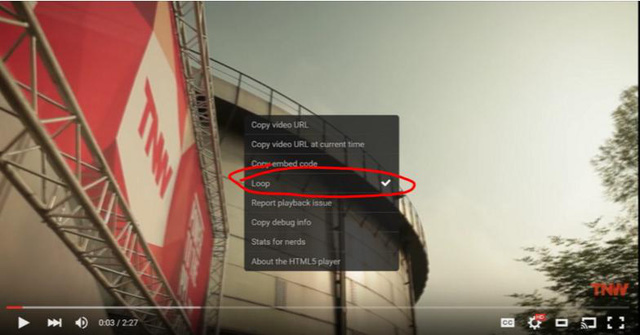 TNW
Copy video URL
Copy video URL at current time
Copy embed code
Loop
Report playback issue
Copy debug info
Stats for nerds
About the HTML5 player
TNW
0:03 / 2:27
CC
HD